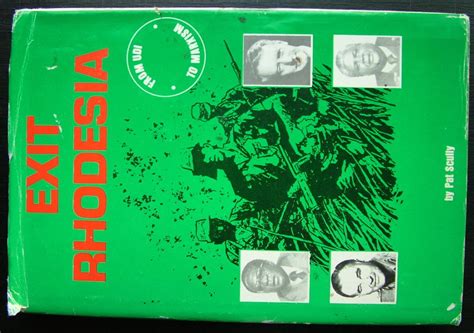 EXIT
RHODESIA
FROM UDI
TO MARXISM
by Pat Scully